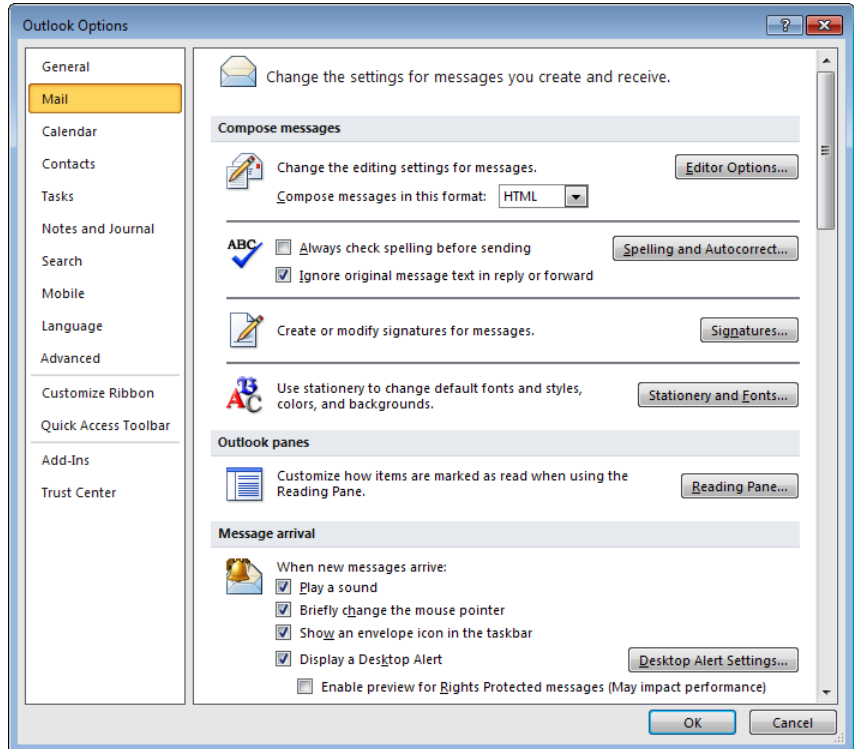 Outlook Options
General
Mail
Calendar
Contacts
Tasks
Notes and Journal
Search
Mobile
Language
Advanced
Customize Ribbon
Quick Access Toolbar
Add-Ins
Trust Center
Change the settings for messages you create and receive.
Compose messages
Change the editing settings for messages.
Editor Options...
Compose messages in this format: HTML
ABC
Always check spelling before sending
Spelling and Autocorrect...
Ignore original message text in reply or forward
Create or modify signatures for messages.
Signatures...
Use stationery to change default fonts and styles,
colors, and backgrounds.
Stationery and Fonts...
Outlook panes
Customize how items are marked as read when using the
Reading Pane.
Reading Pane...
Message arrival
When new messages arrive:
Play a sound
Briefly change the mouse pointer
Show an envelope icon in the taskbar
Display a Desktop Alert
Desktop Alert Settings...
Enable preview for Rights Protected messages (May impact performance)
OK
Cancel